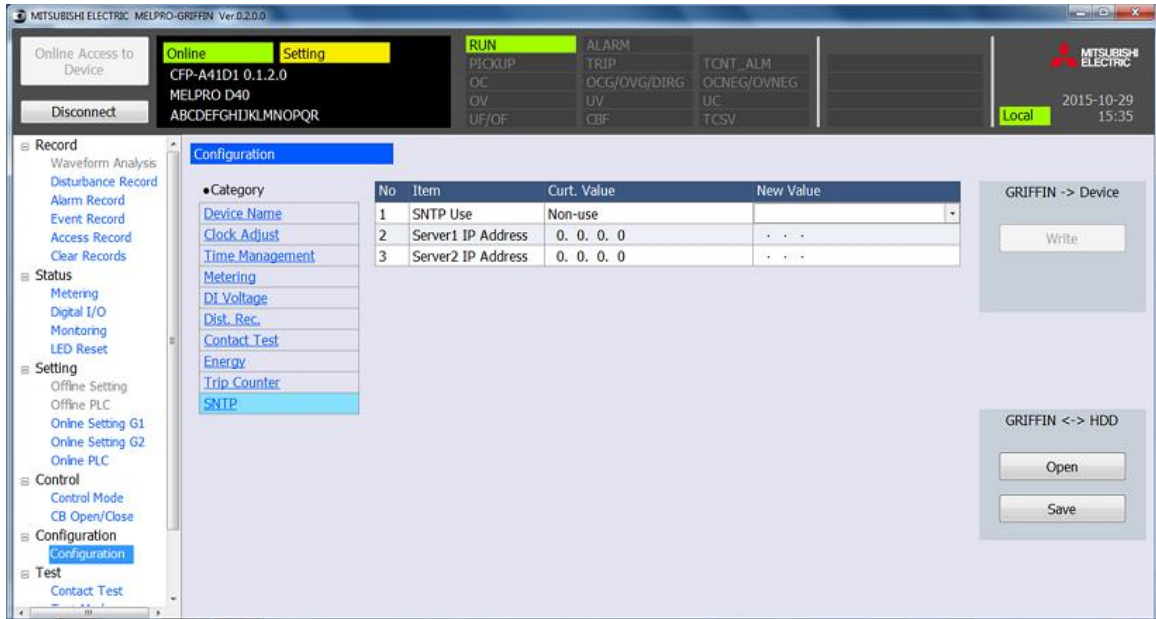 MITSUBISHI ELECTRIC MELPRO-GRIFFIN Ver.0.2.0.0
Online Access to
Device
Disconnect
Online
Setting
CFP-A41D1 0.1.2.0
MELPRO D40
ABCDEFGHIJKLMNOPQR
RUN ALARM
PICKUP TRIP TCNT_ALM
OC OCG/OVG/DIRG OCNEG/OVNEG
OV UV UC
UF/OF CBF TCSV
MITSUBISHI
ELECTRIC
2015-10-29
Local 15:35
Record
Waveform Analysis
Disturbance Record
Alarm Record
Event Record
Access Record
Clear Records
Status
Metering
Digital I/O
Monitoring
LED Reset
Setting
Offline Setting
Offline PLC
Online Setting G1
Online Setting G2
Online PLC
Control
Control Mode
CB Open/Close
Configuration
Configuration
Test
Contact Test
Configuration
●Category
Device Name
Clock Adjust
Time Management
Metering
DI Voltage
Dist. Rec.
Contact Test
Energy
Trip Counter
SNTP
No Item Curt. Value New Value
1 SNTP Use Non-use
2 Server1 IP Address 0. 0. 0. 0 . . .
3 Server2 IP Address 0. 0. 0. 0 . . .
GRIFFIN -> Device
Write
GRIFFIN <-> HDD
Open
Save